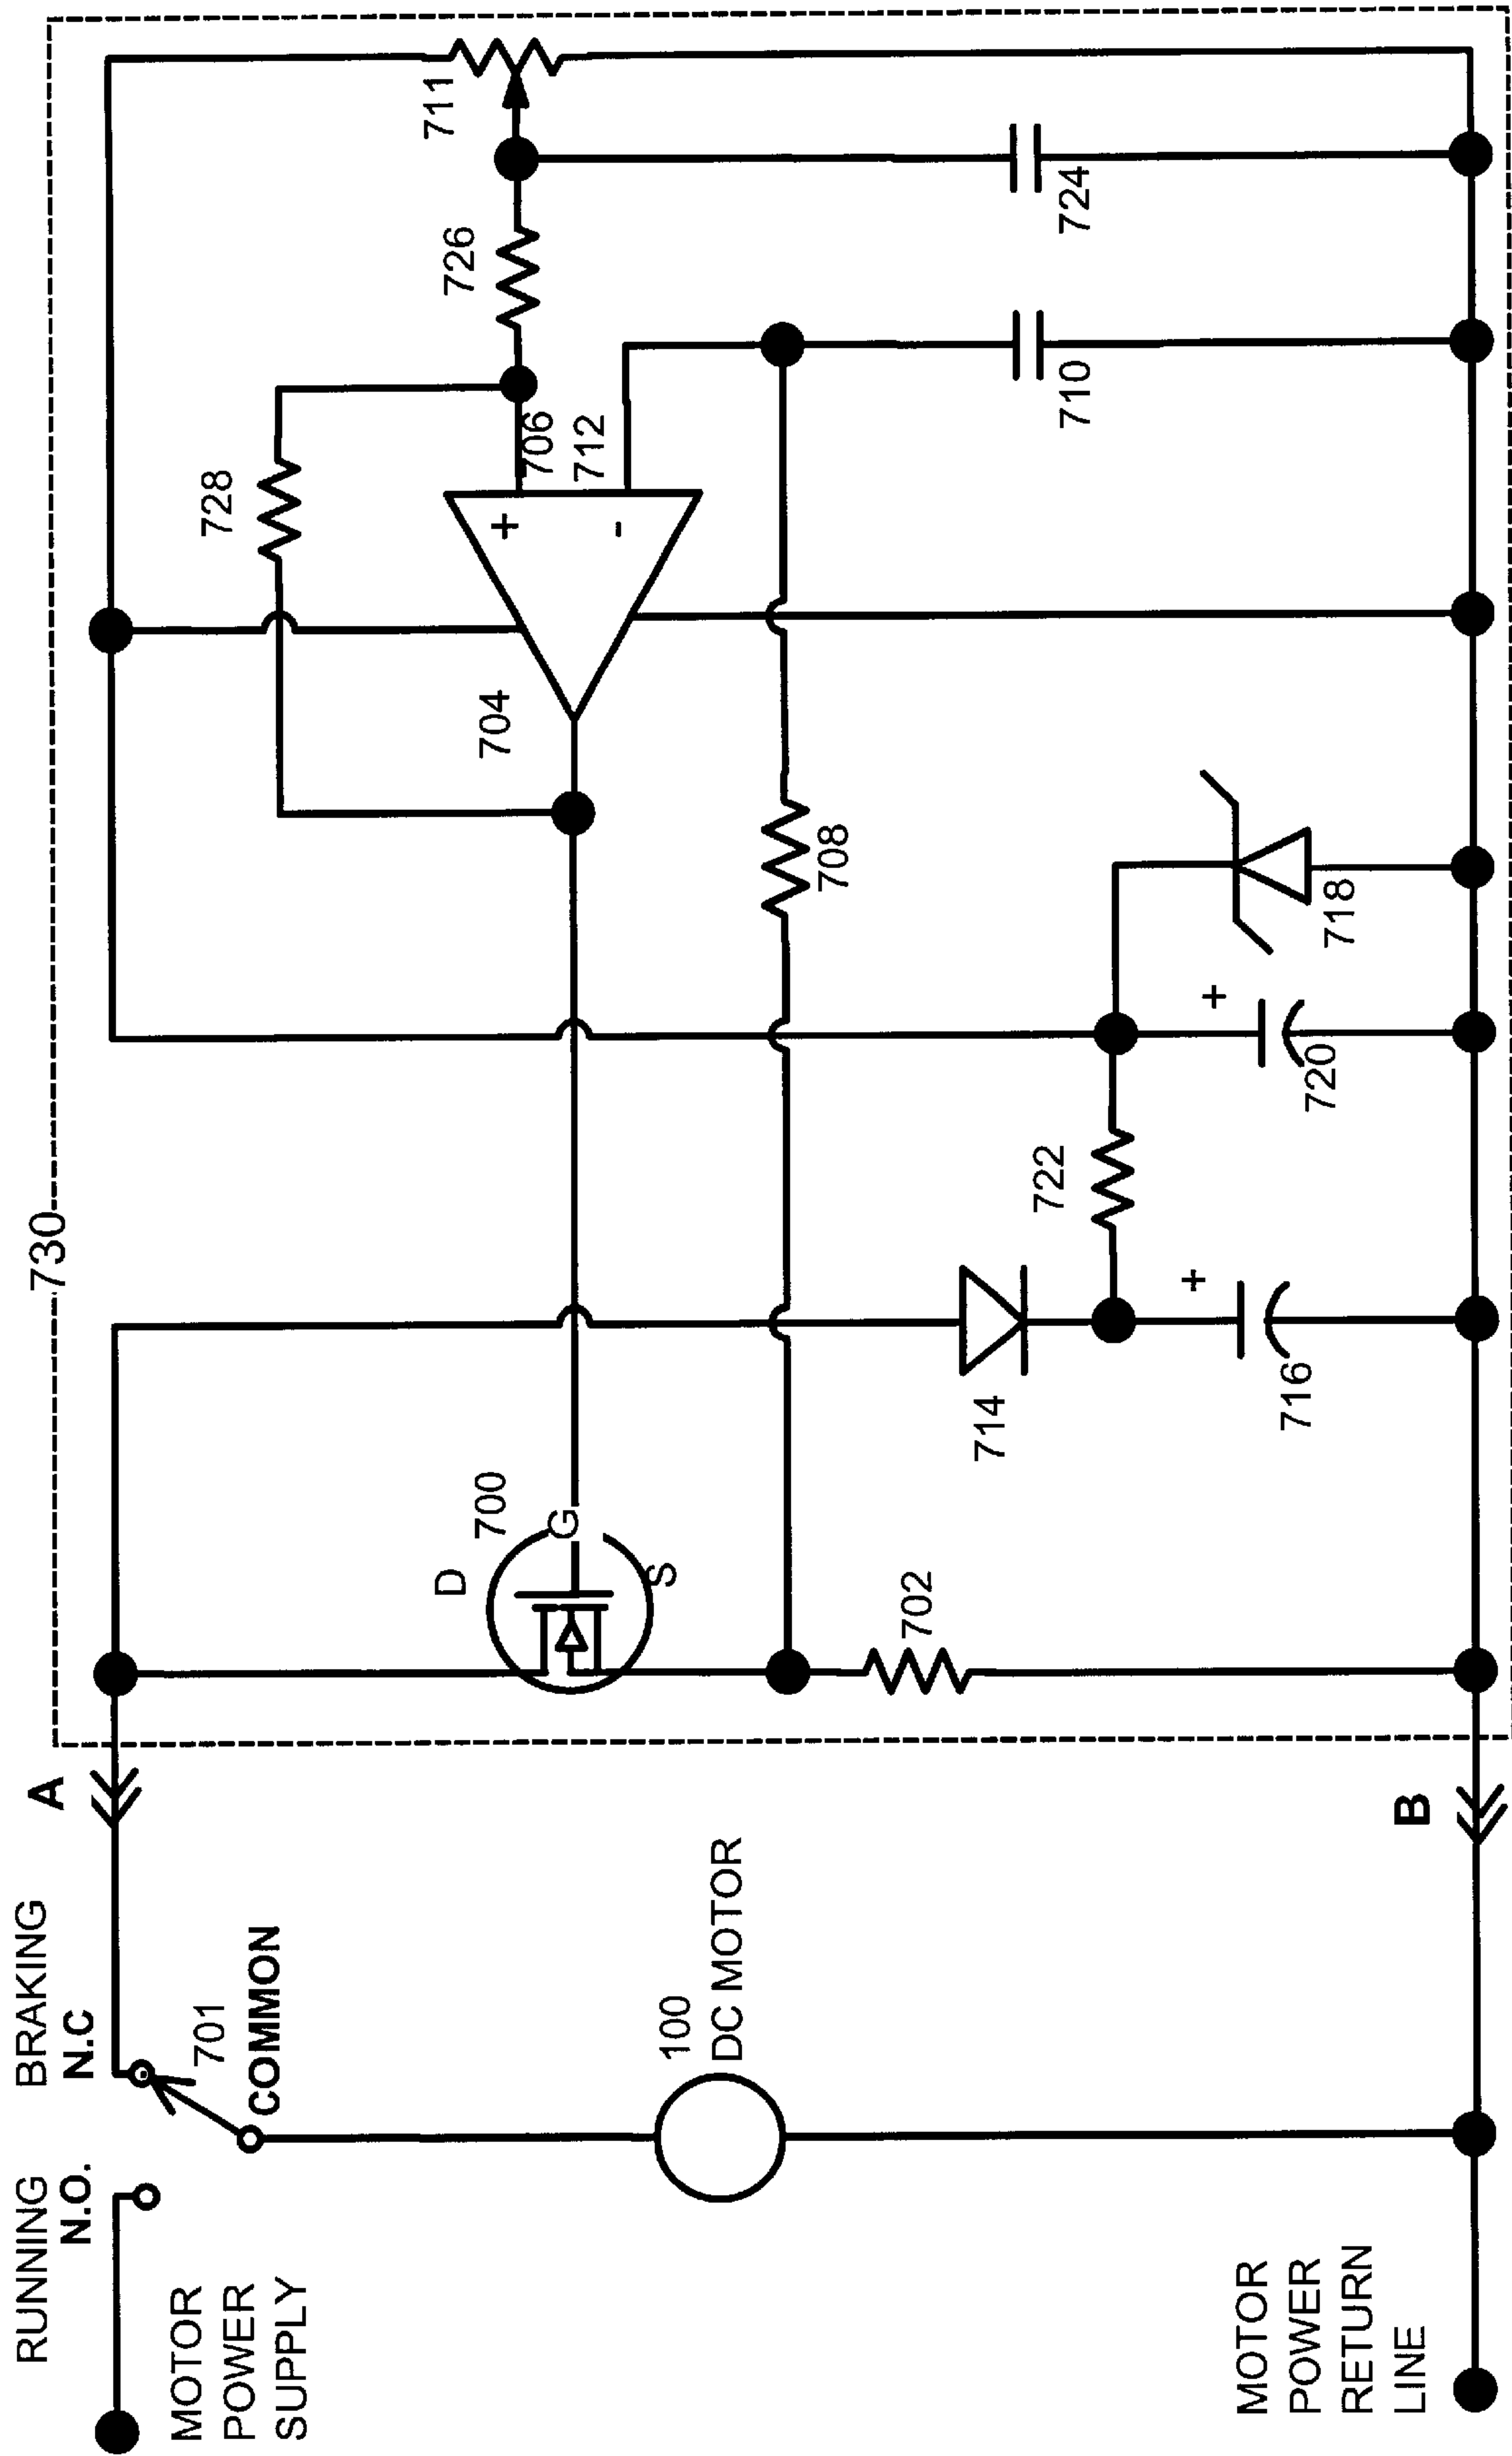 RUNNING
N.O.
BRAKING
N.C
A
730
MOTOR
POWER
SUPPLY
701
COMMON
D
700
G
S
704
728
+
-
706
712
726
711
100
DC MOTOR
702
708
714
722
+
716
+
720
718
710
724
MOTOR
POWER
RETURN
LINE
B